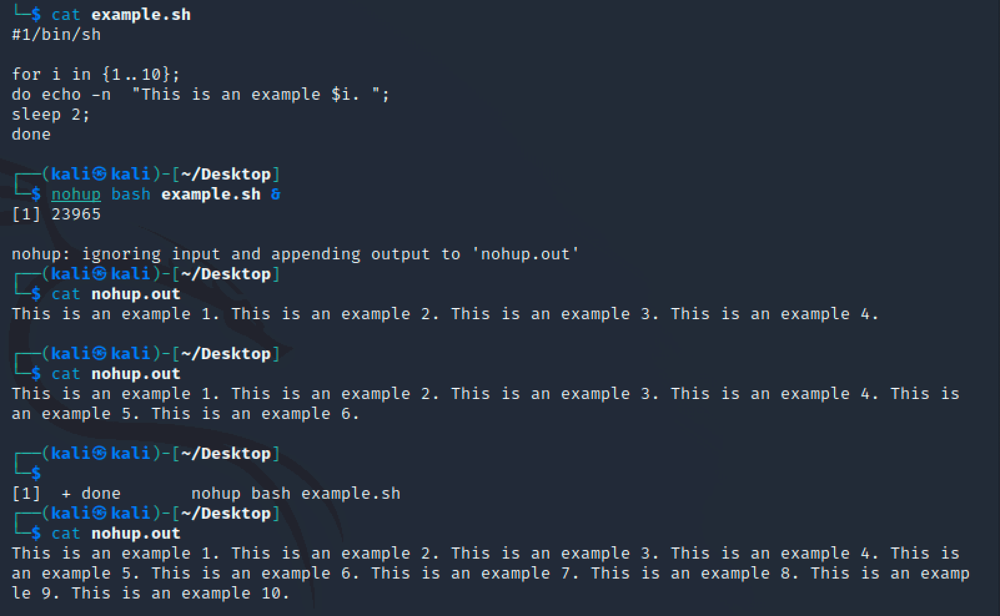 └─$ cat example.sh
#1/bin/sh
for i in {1..10};
do echo -n  "This is an example $i. ";
sleep 2;
done
┌──(kali㉿kali)-[~/Desktop]
└─$ nohup bash example.sh &
[1] 23965
nohup: ignoring input and appending output to 'nohup.out'
┌──(kali㉿kali)-[~/Desktop]
└─$ cat nohup.out
This is an example 1. This is an example 2. This is an example 3. This is an example 4.
┌──(kali㉿kali)-[~/Desktop]
└─$ cat nohup.out
This is an example 1. This is an example 2. This is an example 3. This is an example 4. This is
an example 5. This is an example 6.
┌──(kali㉿kali)-[~/Desktop]
└─$
[1]  + done       nohup bash example.sh
┌──(kali㉿kali)-[~/Desktop]
└─$ cat nohup.out
This is an example 1. This is an example 2. This is an example 3. This is an example 4. This is
an example 5. This is an example 6. This is an example 7. This is an example 8. This is an examp
le 9. This is an example 10.